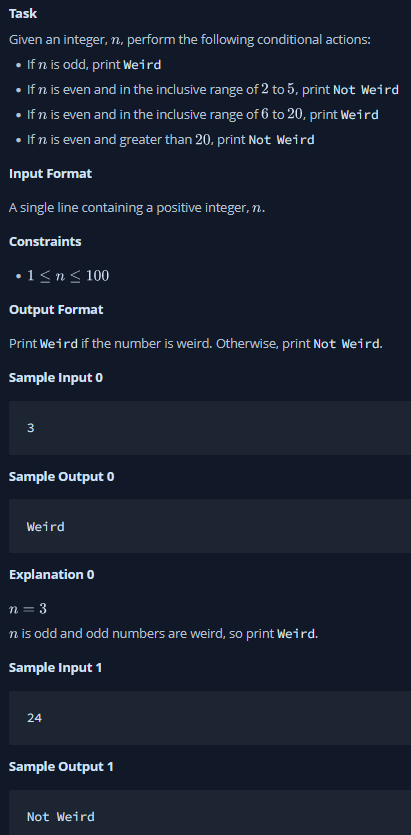 Task
Given an integer, n, perform the following conditional actions:
• If n is odd, print Weird
• If n is even and in the inclusive range of 2 to 5, print Not Weird
• If n is even and in the inclusive range of 6 to 20, print Weird
• If n is even and greater than 20, print Not Weird
Input Format
A single line containing a positive integer, n.
Constraints
• 1 ≤ n ≤ 100
Output Format
Print Weird if the number is weird. Otherwise, print Not Weird.
Sample Input 0
3
Sample Output 0
Weird
Explanation 0
n = 3
n is odd and odd numbers are weird, so print Weird.
Sample Input 1
24
Sample Output 1
Not Weird